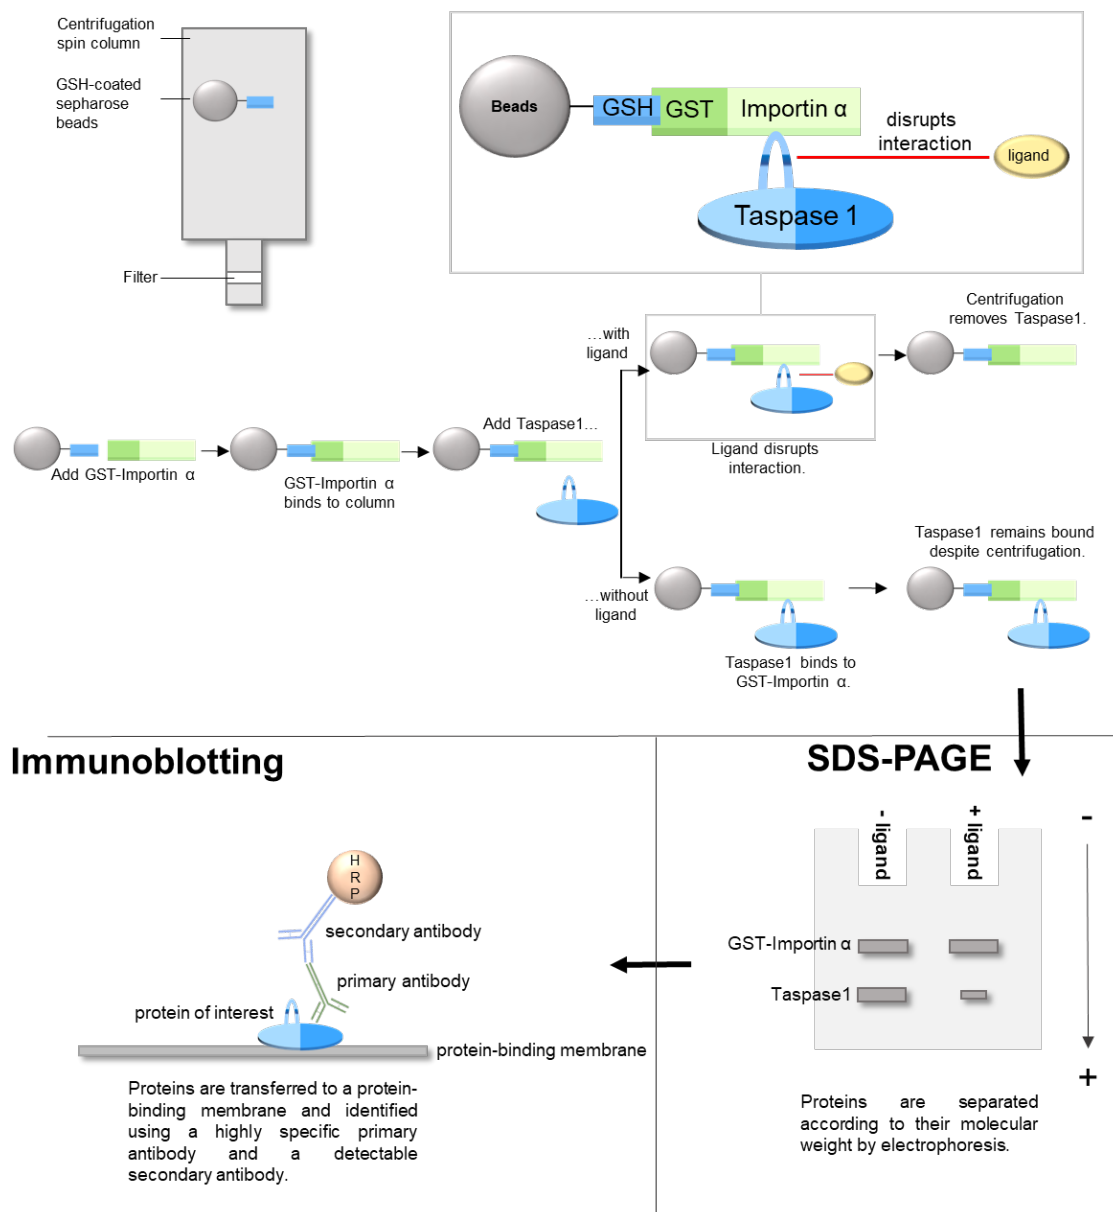 Centrifugation
spin column
GSH-coated
sepharose
beads
Filter
Beads
GSH
GST
Importin α
disrupts
interaction
ligand
Taspase 1
...with
ligand
Centrifugation
removes Taspase1.
Ligand disrupts
interaction.
Add GST-Importin α
GST-Importin α
binds to column
Add Taspase1...
...without
ligand
Taspase1 binds to
GST-Importin α.
Taspase1 remains bound
despite centrifugation.
Immunoblotting
HRP
secondary antibody
primary antibody
protein of interest
protein-binding membrane
Proteins are transferred to a protein-
binding membrane and identified
using a highly specific primary
antibody and a detectable
secondary antibody.
SDS-PAGE
- ligand
+ ligand
-
GST-Importin α
Taspase1
+
Proteins are separated
according to their molecular
weight by electrophoresis.